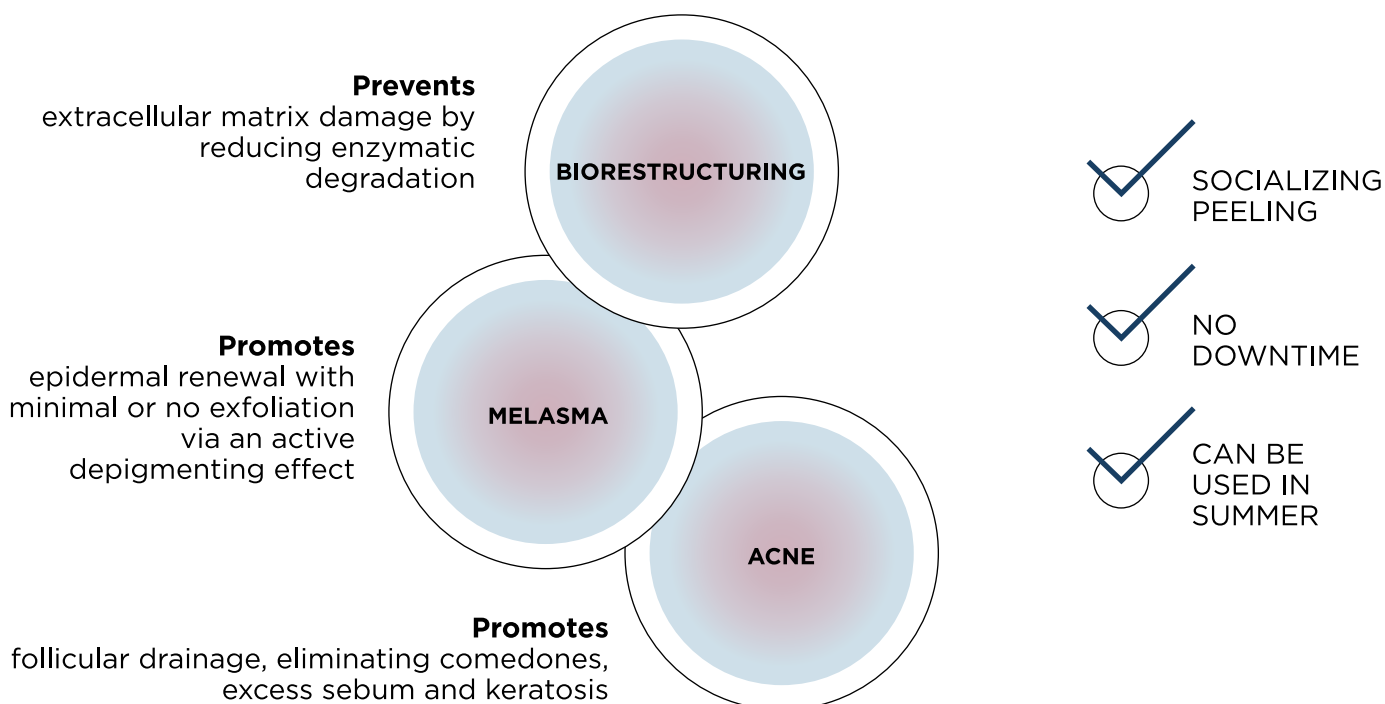 Prevents
extracellular matrix damage by
reducing enzymatic
degradation
BIORESTRUCTURING
Promotes
epidermal renewal with
minimal or no exfoliation
via an active
depigmenting effect
MELASMA
ACNE
Promotes
follicular drainage, eliminating comedones,
excess sebum and keratosis
SOCIALIZING
PEELING
NO
DOWNTIME
CAN BE
USED IN
SUMMER